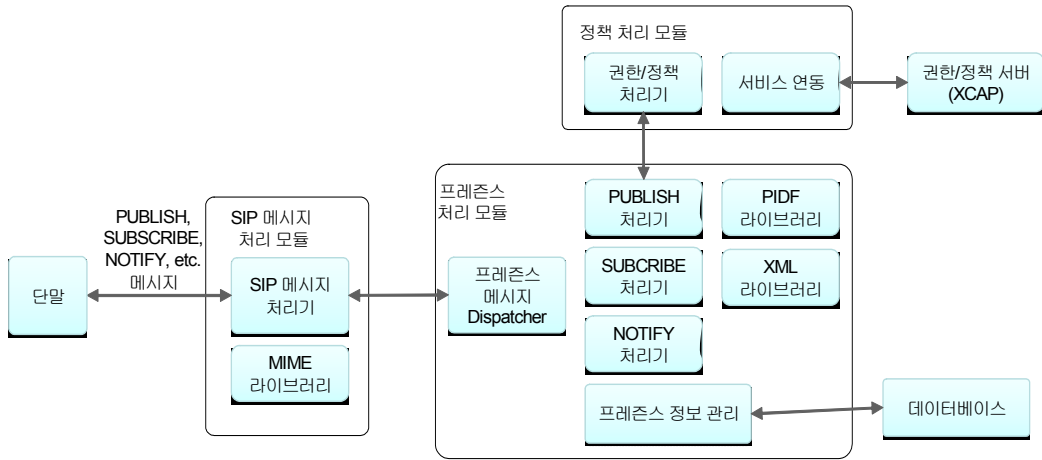 정책 처리 모듈
권한/정책
처리기
서비스 연동
권한/정책 서버
(XCAP)
프레즌스
처리 모듈
PUBLISH
처리기
PIDF
라이브러리
SUBCRIBE
처리기
XML
라이브러리
NOTIFY
처리기
프레즌스
메시지
Dispatcher
프레즌스 정보 관리
데이터베이스
SIP 메시지
처리 모듈
SIP 메시지
처리기
MIME
라이브러리
PUBLISH,
SUBSCRIBE,
NOTIFY, etc.
메시지
단말